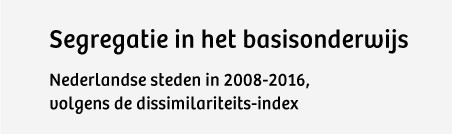 Segregatie in het basisonderwijs
Nederlandse steden in 2008-2016,
volgens de dissimilariteits-index